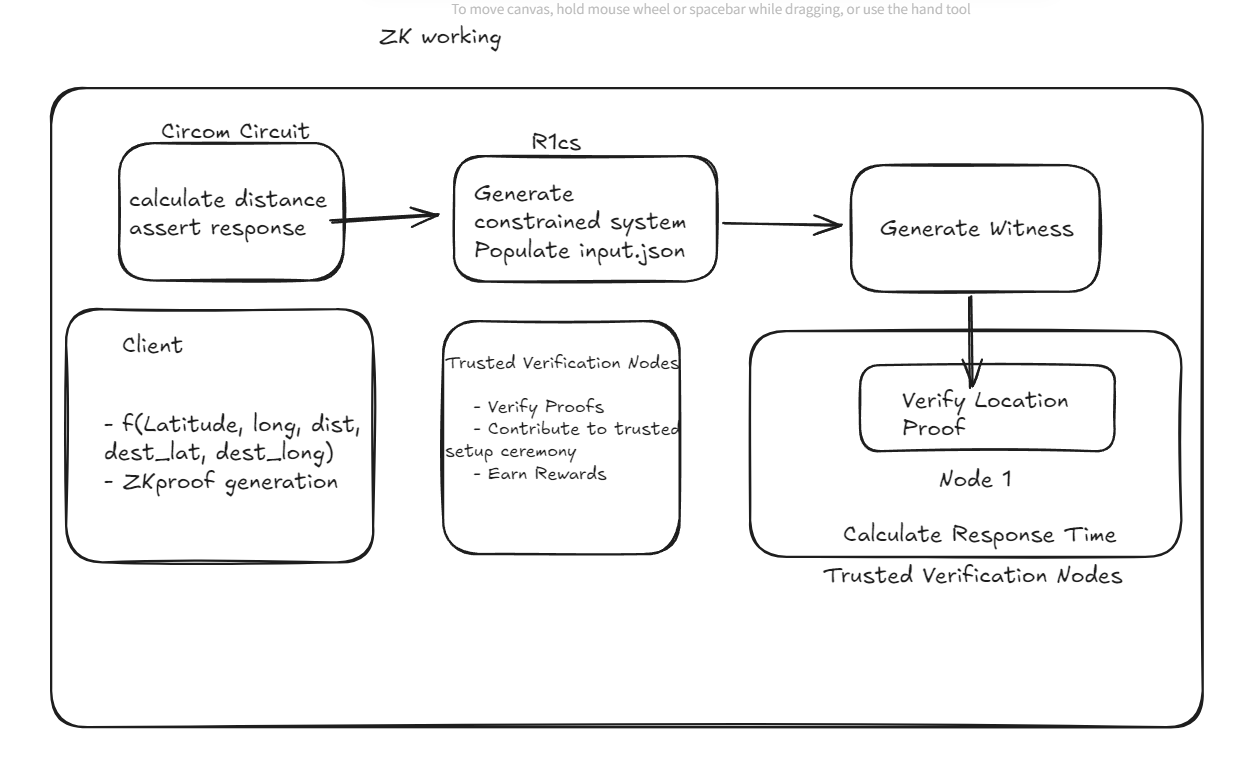 To move canvas, hold mouse wheel or spacebar while dragging, or use the hand tool
ZK working
Circom Circuit
calculate distance
assert response
R1cs
Generate
constrained system
Populate input.json
Generate Witness
Client
- f(Latitude, long, dist,
dest_lat, dest_long)
- ZKproof generation
Trusted Verification Nodes
- Verify Proofs
- Contribute to trusted
setup ceremony
- Earn Rewards
Verify Location
Proof
Node 1
Calculate Response Time
Trusted Verification Nodes